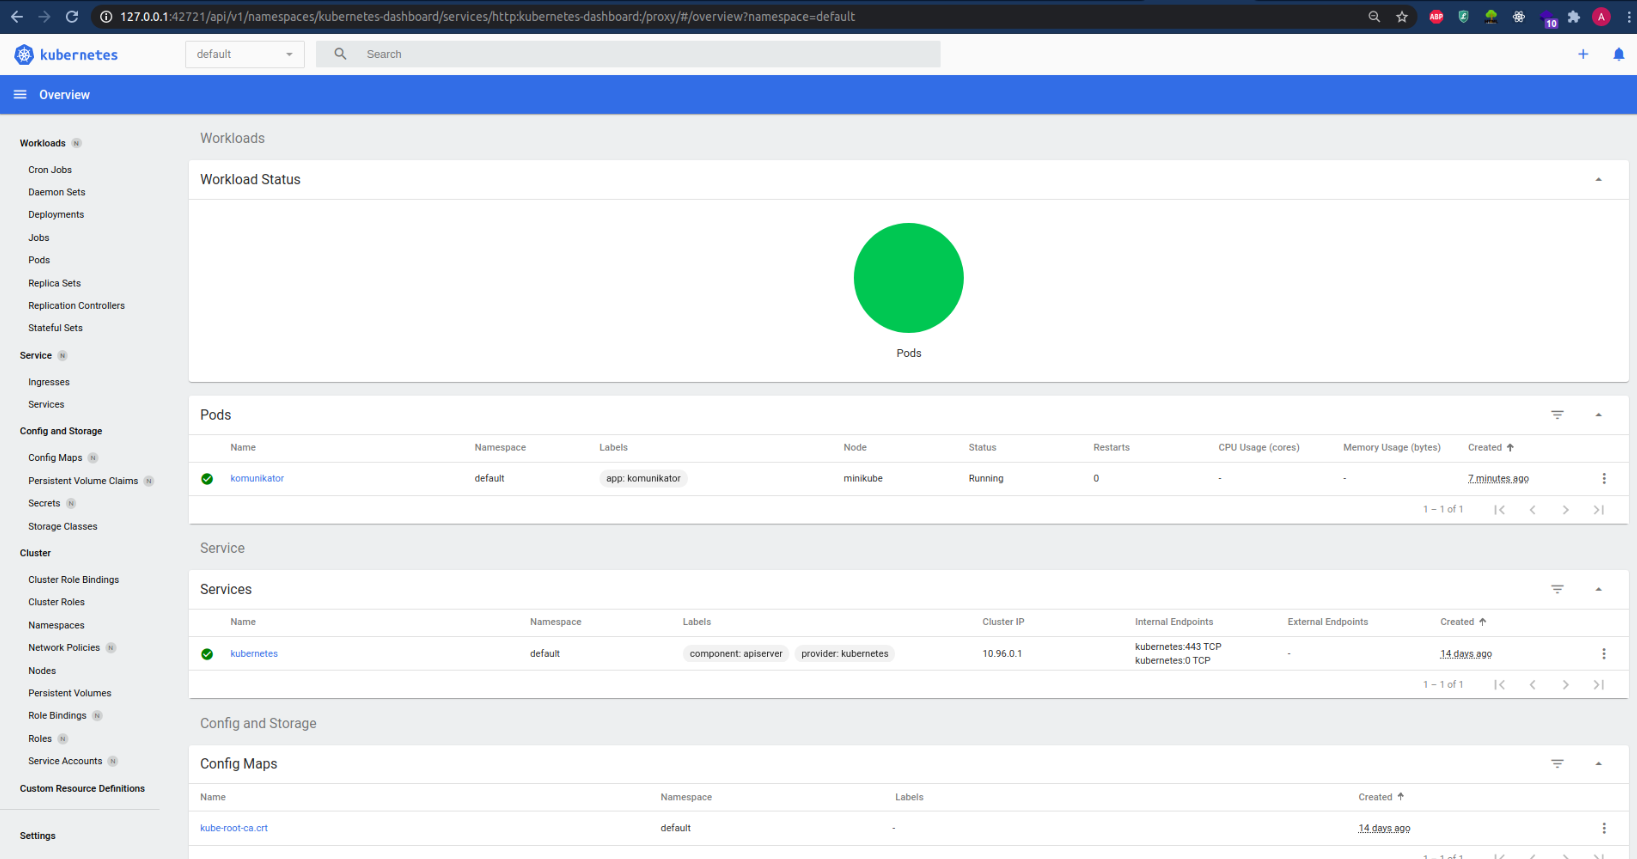 127.0.0.1:42721/api/v1/namespaces/kubernetes-dashboard/services/http:kubernetes-dashboard:/proxy/#/overview?namespace=default
ABP
10
A
kubernetes
default
Search
Overview
Workloads N
Cron Jobs
Daemon Sets
Deployments
Jobs
Pods
Replica Sets
Replication Controllers
Stateful Sets
Service N
Ingresses
Services
Config and Storage
Config Maps N
Persistent Volume Claims N
Secrets N
Storage Classes
Cluster
Cluster Role Bindings
Cluster Roles
Namespaces
Network Policies N
Nodes
Persistent Volumes
Role Bindings N
Roles N
Service Accounts N
Custom Resource Definitions
Settings
Workloads
Workload Status
Pods
Pods
Name Namespace Labels Node Status Restarts CPU Usage (cores) Memory Usage (bytes) Created
komunikator default app: komunikator minikube Running 0 - - 7 minutes ago
1 – 1 of 1
Service
Services
Name Namespace Labels Cluster IP Internal Endpoints External Endpoints Created
kubernetes default component: apiserver provider: kubernetes 10.96.0.1 kubernetes:443 TCP - 14 days ago
kubernetes:0 TCP
1 – 1 of 1
Config and Storage
Config Maps
Name Namespace Labels Created
kube-root-ca.crt default - 14 days ago
1 – 1 of 1